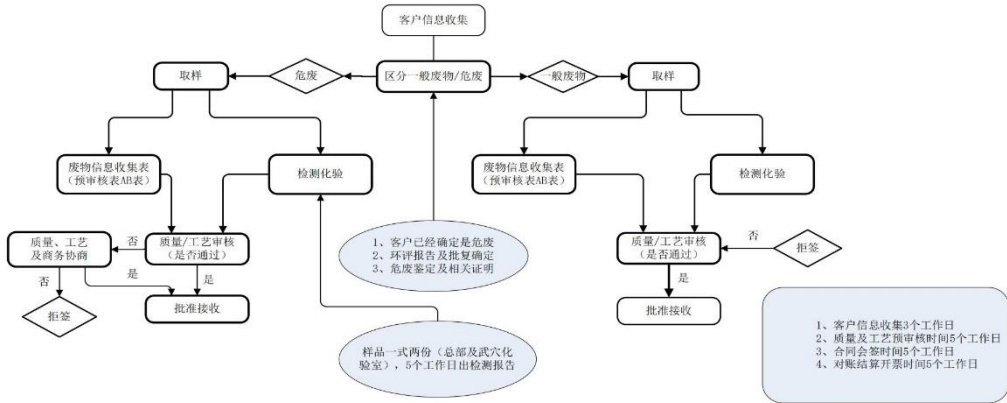 客户信息收集
取样
危废
区分一般废物/危废
一般废物
取样
废物信息收集表
（预审核表AB表）
检测化验
废物信息收集表
（预审核表AB表）
检测化验
质量、工艺
及商务协商
否
质量/工艺审核
（是否通过）
1、客户已经确定是危废
2、环评报告及批复确定
3、危废鉴定及相关证明
质量/工艺审核
（是否通过）
否
拒签
否
是
是
是
拒签
批准接收
批准接收
样品一式两份（总部及武穴化
验室），5个工作日出检测报告
1、客户信息收集3个工作日
2、质量及工艺预审核时间5个工作日
3、合同会签时间5个工作日
4、对账结算开票时间5个工作日